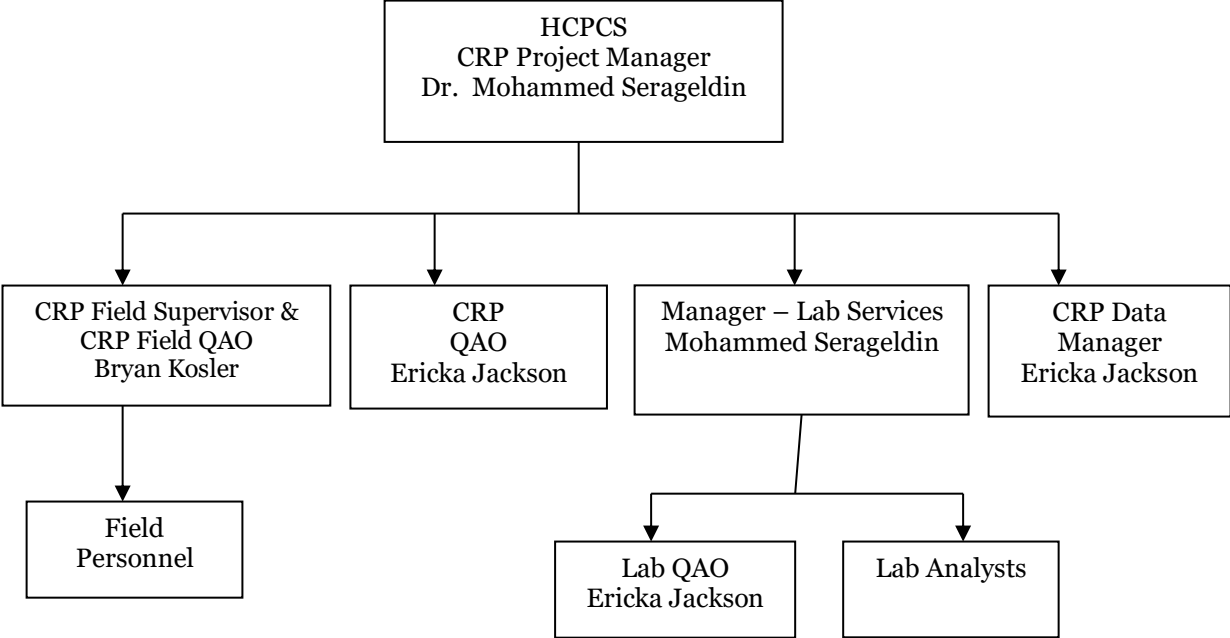 HCPCS
CRP Project Manager
Dr.  Mohammed Serageldin
CRP Field Supervisor &
CRP Field QAO
Bryan Kosler
CRP
QAO
Ericka Jackson
Manager – Lab Services
Mohammed Serageldin
CRP Data
Manager
Ericka Jackson
Field
Personnel
Lab QAO
Ericka Jackson
Lab Analysts